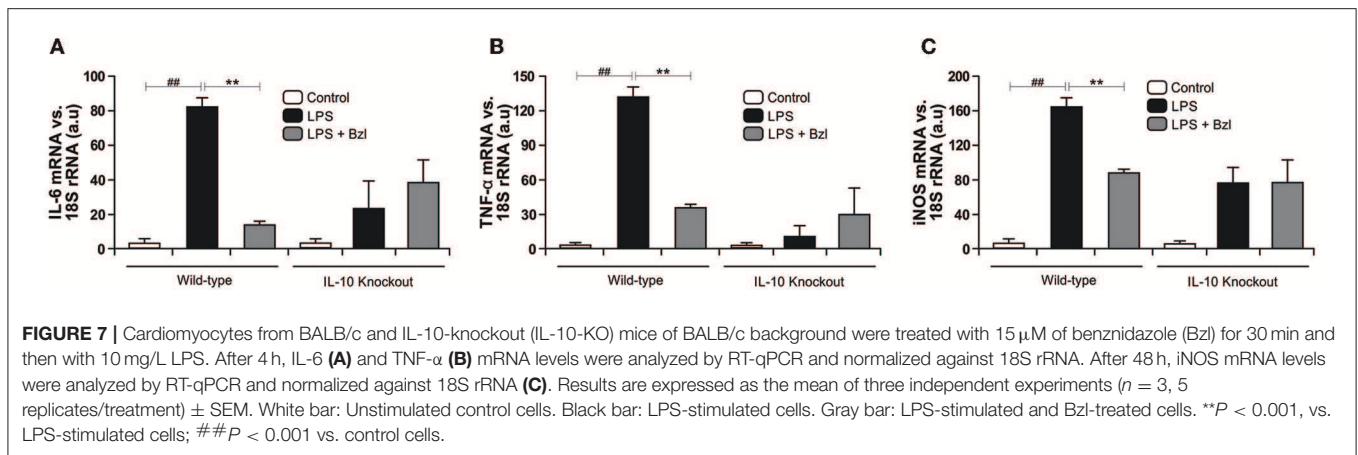 A
IL-6 mRNA vs.
18S rRNA (a.u)
100
80
60
40
20
0
##
**
Control
LPS
LPS + Bzl
Wild-type
IL-10 Knockout
B
TNF-α mRNA vs.
18S rRNA (a.u)
150
120
90
60
30
0
##
**
Control
LPS
LPS + Bzl
Wild-type
IL-10 Knockout
C
iNOS mRNA vs.
18S rRNA (a.u)
200
160
120
80
40
0
##
**
Control
LPS
LPS + Bzl
Wild-type
IL-10 Knockout
FIGURE 7 | Cardiomyocytes from BALB/c and IL-10-knockout (IL-10-KO) mice of BALB/c background were treated with 15 μM of benznidazole (Bzl) for 30 min and
then with 10 mg/L LPS. After 4 h, IL-6 (A) and TNF-α (B) mRNA levels were analyzed by RT-qPCR and normalized against 18S rRNA. After 48 h, iNOS mRNA levels
were analyzed by RT-qPCR and normalized against 18S rRNA (C). Results are expressed as the mean of three independent experiments (n = 3, 5
replicates/treatment) ± SEM. White bar: Unstimulated control cells. Black bar: LPS-stimulated cells. Gray bar: LPS-stimulated and Bzl-treated cells. **P < 0.001, vs.
LPS-stimulated cells; ##P < 0.001 vs. control cells.